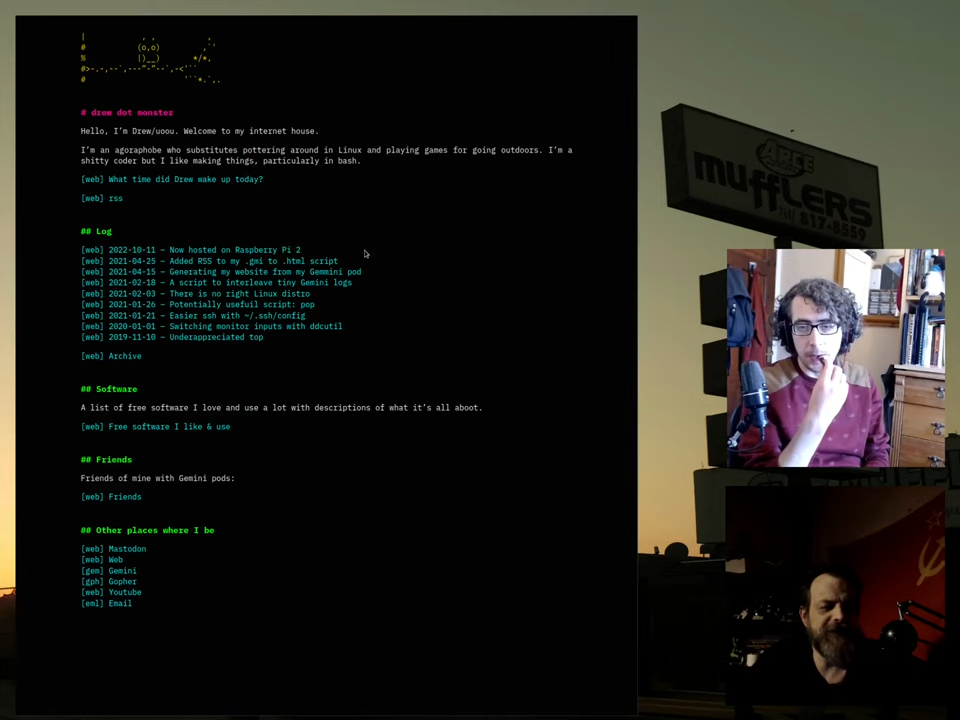 # drew dot monster
Hello, I'm Drew/uoou. Welcome to my internet house.
I'm an agoraphobe who substitutes pottering around in Linux and playing games for going outdoors. I'm a
shitty coder but I like making things, particularly in bash.
[web] What time did Drew wake up today?
[web] rss
## Log
[web] 2022-10-11 – Now hosted on Raspberry Pi 2
[web] 2021-04-25 – Added RSS to my .gmi to .html script
[web] 2021-04-15 – Generating my website from my Gemmini pod
[web] 2021-02-18 – A script to interleave tiny Gemini logs
[web] 2021-02-03 – There is no right Linux distro
[web] 2021-01-26 – Potentially usefuil script: pop
[web] 2021-01-21 – Easier ssh with ~/.ssh/config
[web] 2020-01-01 – Switching monitor inputs with ddcutil
[web] 2019-11-10 – Underappreciated top
[web] Archive
## Software
A list of free software I love and use a lot with descriptions of what it's all aboot.
[web] Free software I like & use
## Friends
Friends of mine with Gemini pods:
[web] Friends
## Other places where I be
[web] Mastodon
[web] Web
[gem] Gemini
[gph] Gopher
[web] Youtube
[eml] Email
ARCE
muffLERS
817-8559